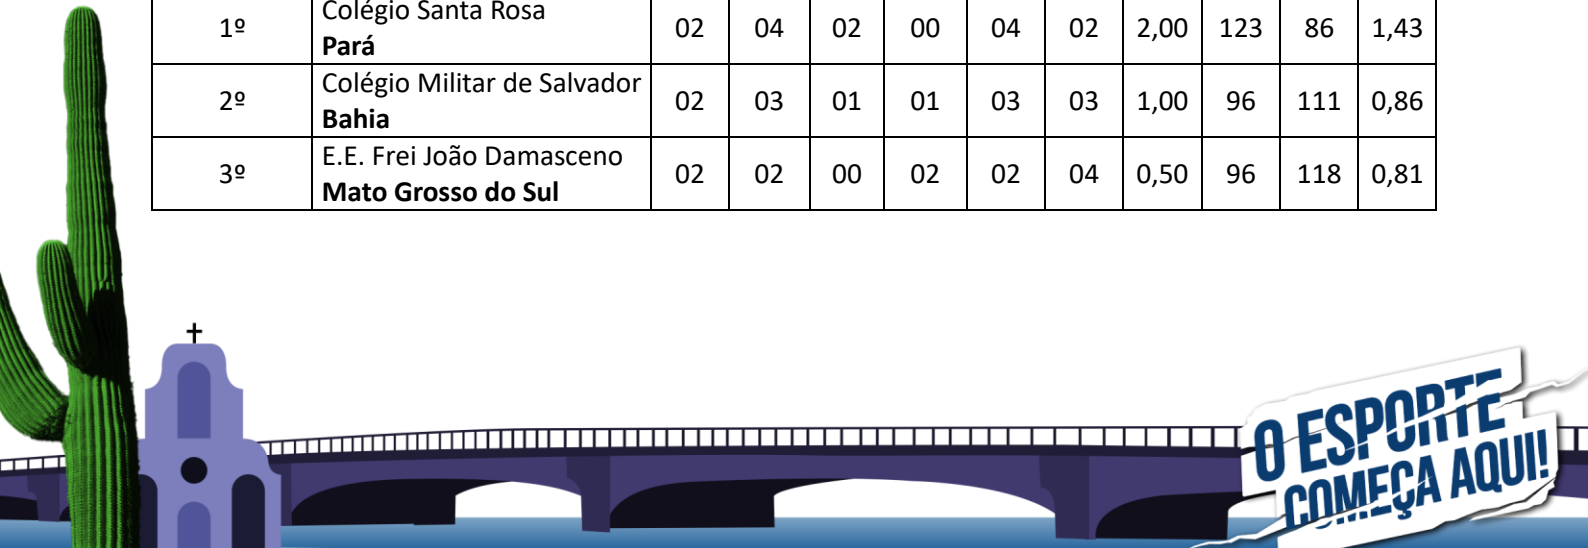 1º Colégio Santa Rosa 02 04 02 00 04 02 2,00 123 86 1,43
Pará
2º Colégio Militar de Salvador 02 03 01 01 03 03 1,00 96 111 0,86
Bahia
3º E.E. Frei João Damasceno 02 02 00 02 02 04 0,50 96 118 0,81
Mato Grosso do Sul
O ESPORTE
COMEÇA AQUI!